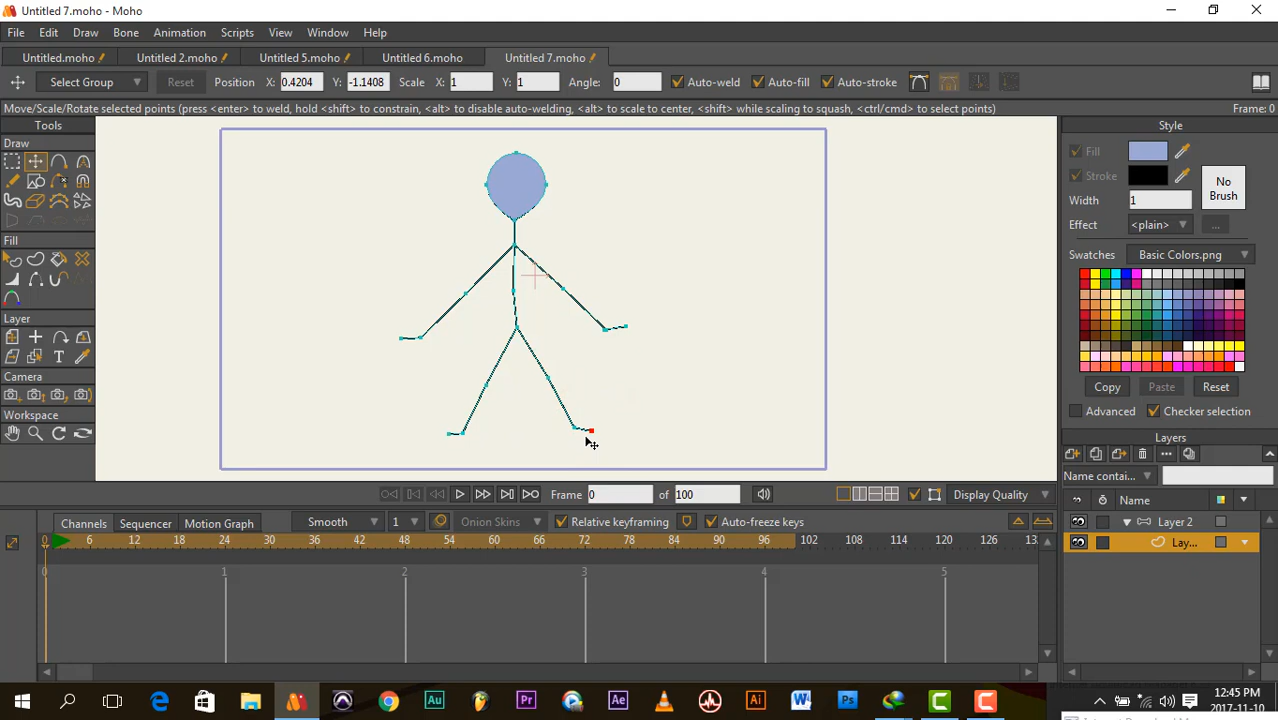 Untitled 7.moho - Moho
File Edit Draw Bone Animation Scripts View Window Help
Untitled.moho Untitled 2.moho Untitled 5.moho Untitled 6.moho Untitled 7.moho
Select Group Reset Position X: 0.4204 Y: -1.1408 Scale X: 1 Y: 1 Angle: 0 Auto-weld Auto-fill Auto-stroke
Move/Scale/Rotate selected points (press <enter> to weld, hold <shift> to constrain, <alt> to disable auto-welding, <alt> to scale to center, <shift> while scaling to squash, <ctrl/cmd> to select points) Frame: 0
Tools
Draw
Fill
Layer
T
Camera
Workspace
Style
Fill
Stroke
No Brush
Width 1
Effect <plain> ...
Swatches Basic Colors.png
Copy Paste Reset
Advanced Checker selection
Layers
Name contai...
Name
Layer 2
Lay...
Frame 0 of 100 Display Quality
Channels Sequencer Motion Graph Smooth 1 Onion Skins Relative keyframing Auto-freeze keys
0 6 12 18 24 30 36 42 48 54 60 66 72 78 84 90 96 102 108 114 120 126
0 1 2 3 4 5
Au Pr Ae Ai Ps
12:45 PM
2017-11-10